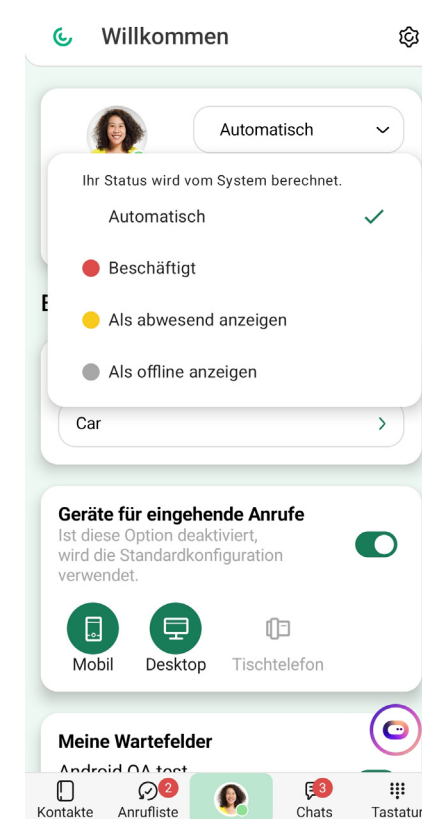 Willkommen
Automatisch
Ihr Status wird vom System berechnet.
Automatisch
Beschäftigt
Als abwesend anzeigen
Als offline anzeigen
Car
Geräte für eingehende Anrufe
Ist diese Option deaktiviert,
wird die Standardkonfiguration
verwendet.
Mobil Desktop Tischtelefon
Meine Wartefelder
Android QA test
2 3
Kontakte Anrufliste Chats Tastatur